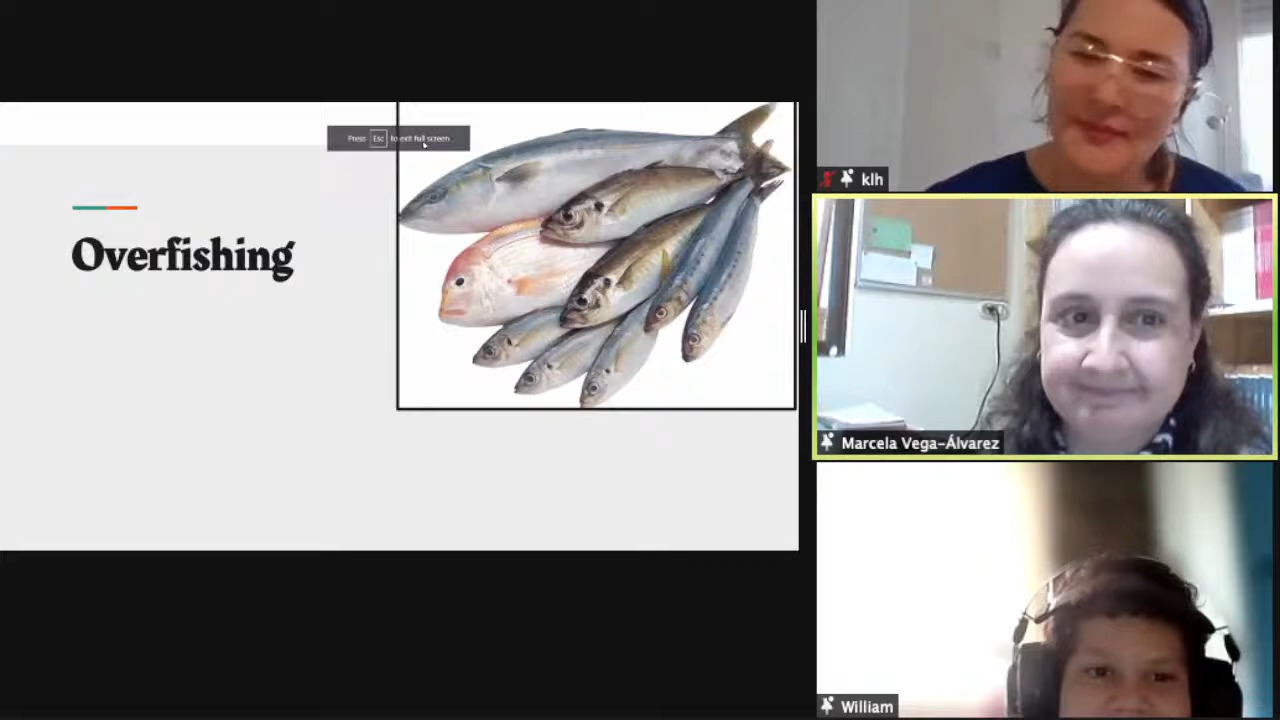 Press Esc to exit full screen
Overfishing
klh
Marcela Vega-Álvarez
William